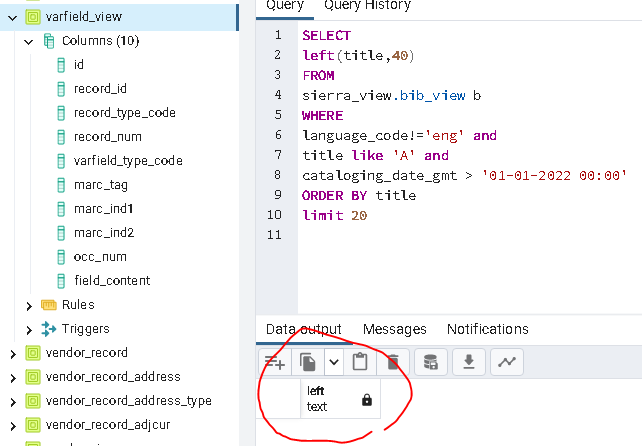 varfield_view
Columns (10)
id
record_id
record_type_code
record_num
varfield_type_code
marc_tag
marc_ind1
marc_ind2
occ_num
field_content
Rules
Triggers
vendor_record
vendor_record_address
vendor_record_address_type
vendor_record_adjcur
Query Query History
1 SELECT
2 left(title,40)
3 FROM
4 sierra_view.bib_view b
5 WHERE
6 language_code!='eng' and
7 title like 'A' and
8 cataloging_date_gmt > '01-01-2022 00:00'
9 ORDER BY title
10 limit 20
11
Data output Messages Notifications
left
text